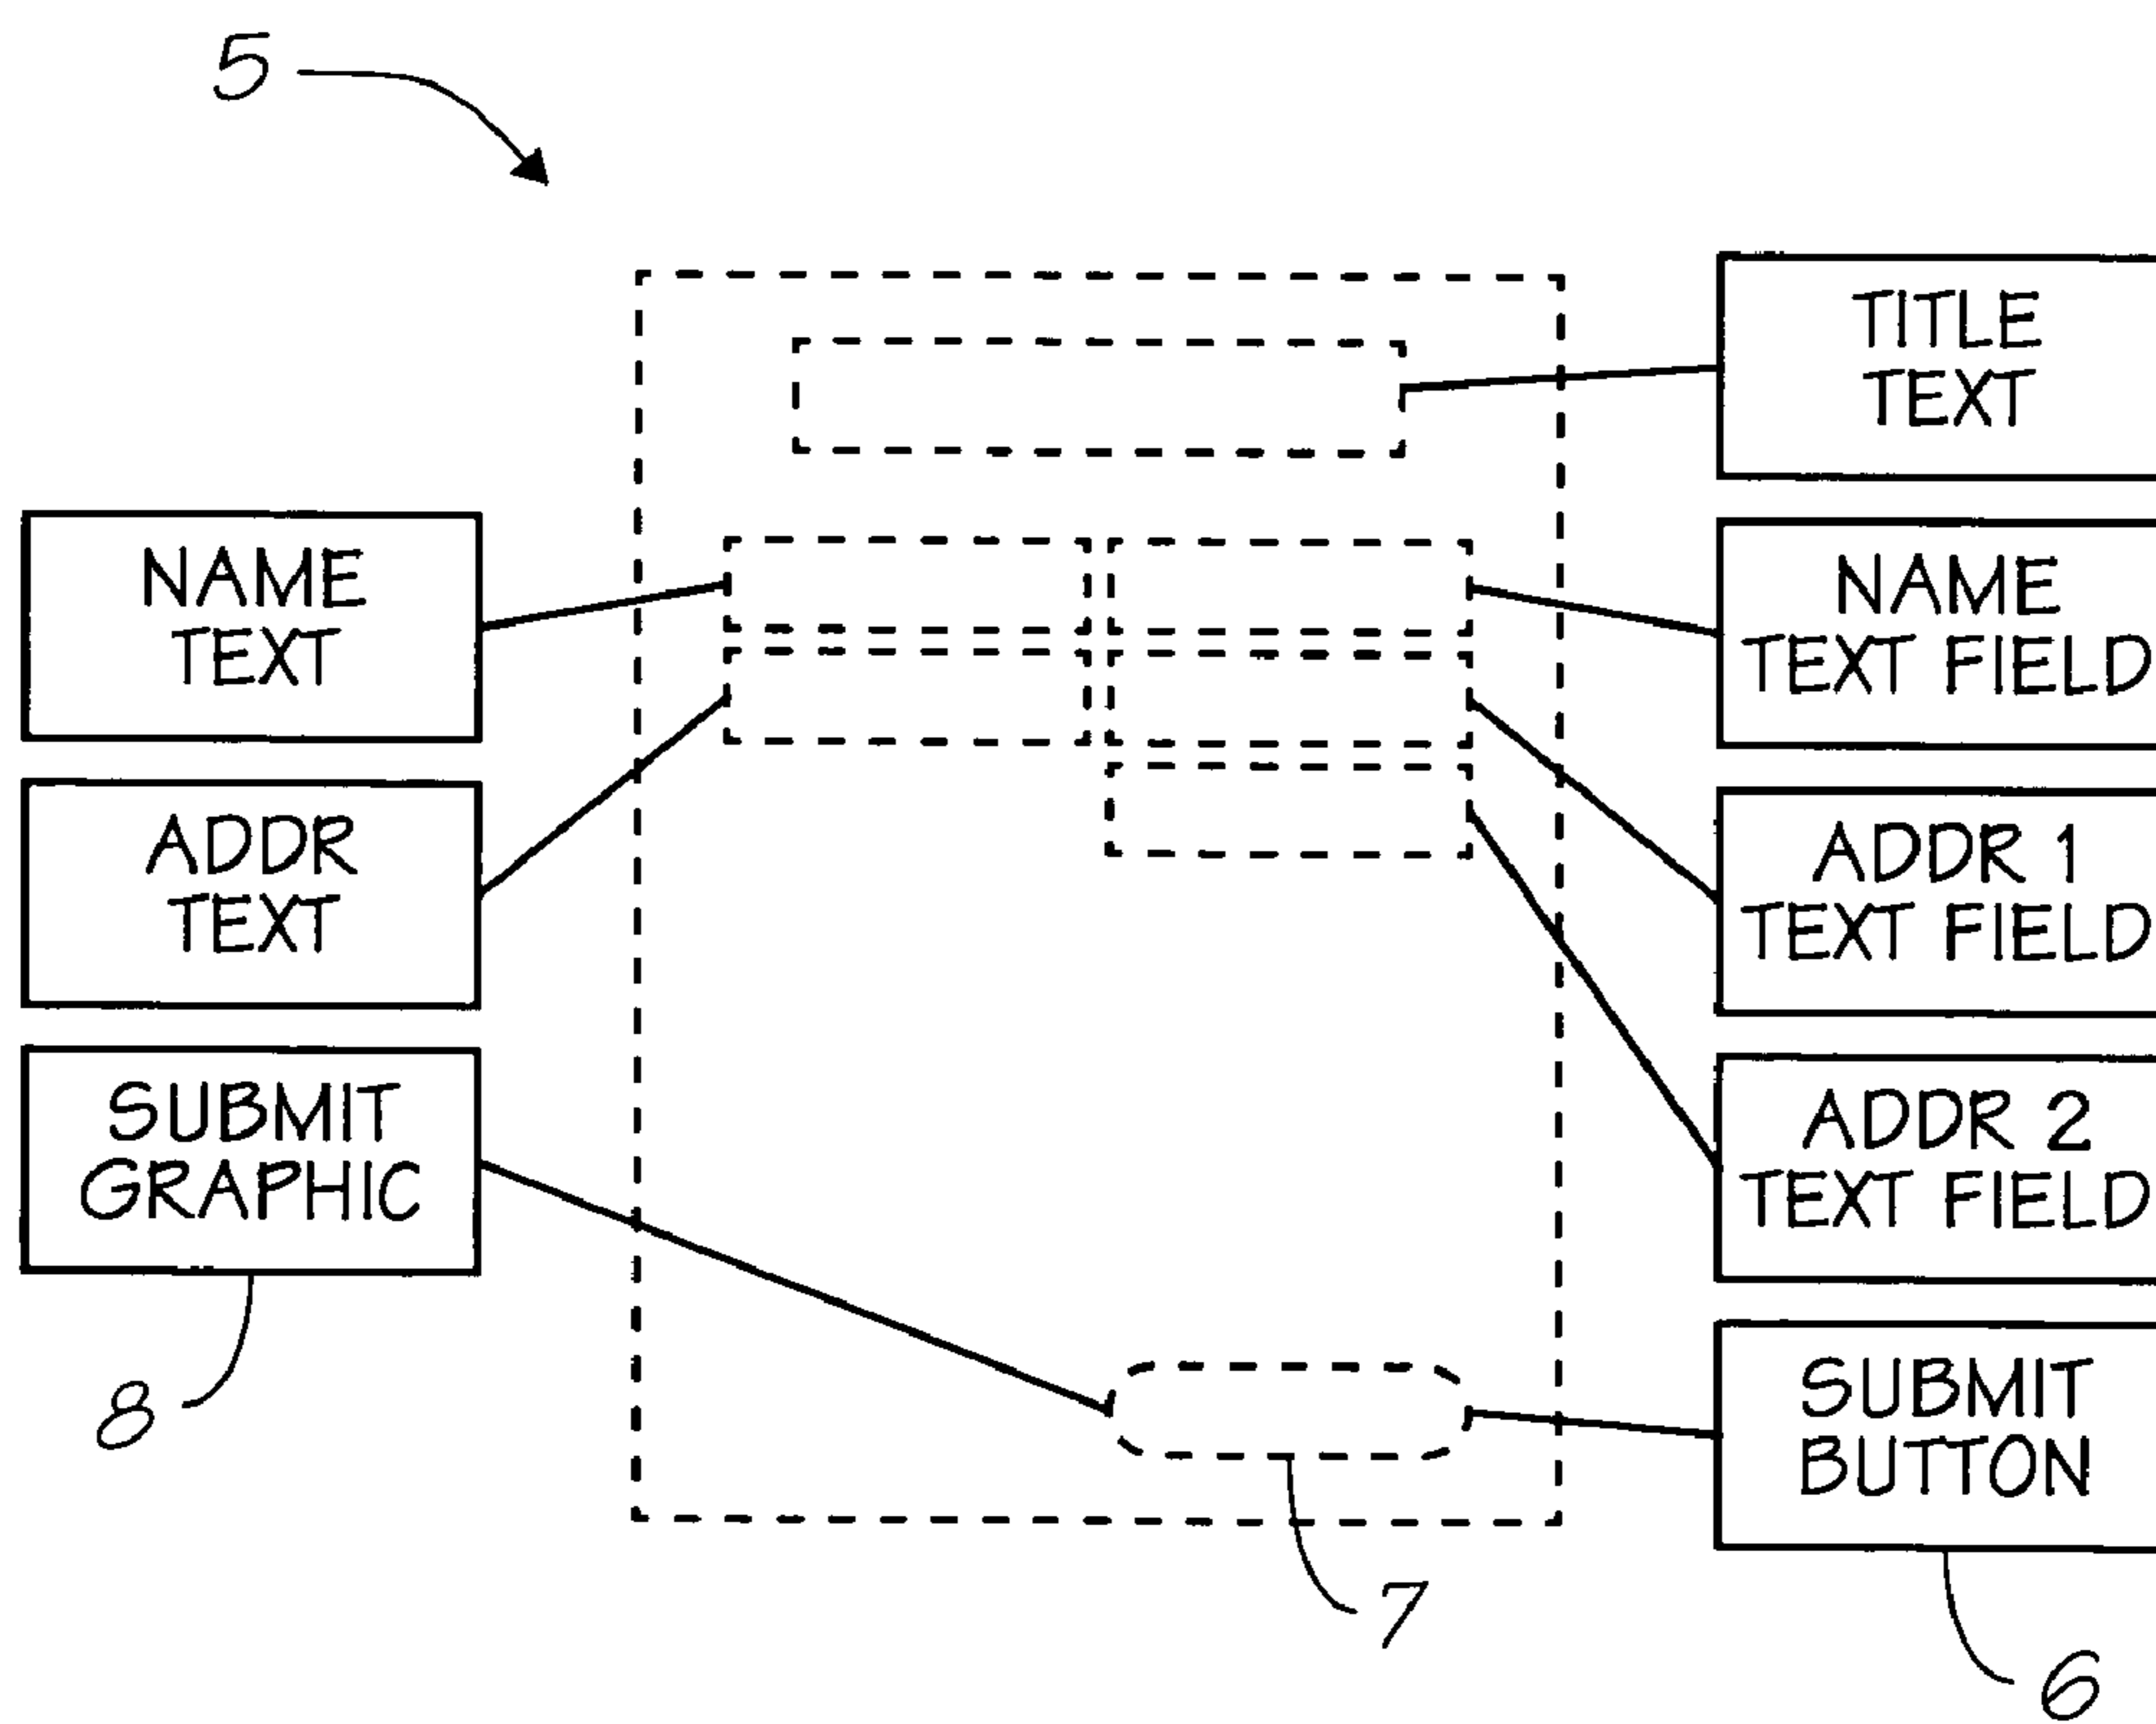 5
TITLE
TEXT
NAME
TEXT
NAME
TEXT FIELD
ADDR
TEXT
ADDR 1
TEXT FIELD
SUBMIT
GRAPHIC
ADDR 2
TEXT FIELD
8
SUBMIT
BUTTON
7
6